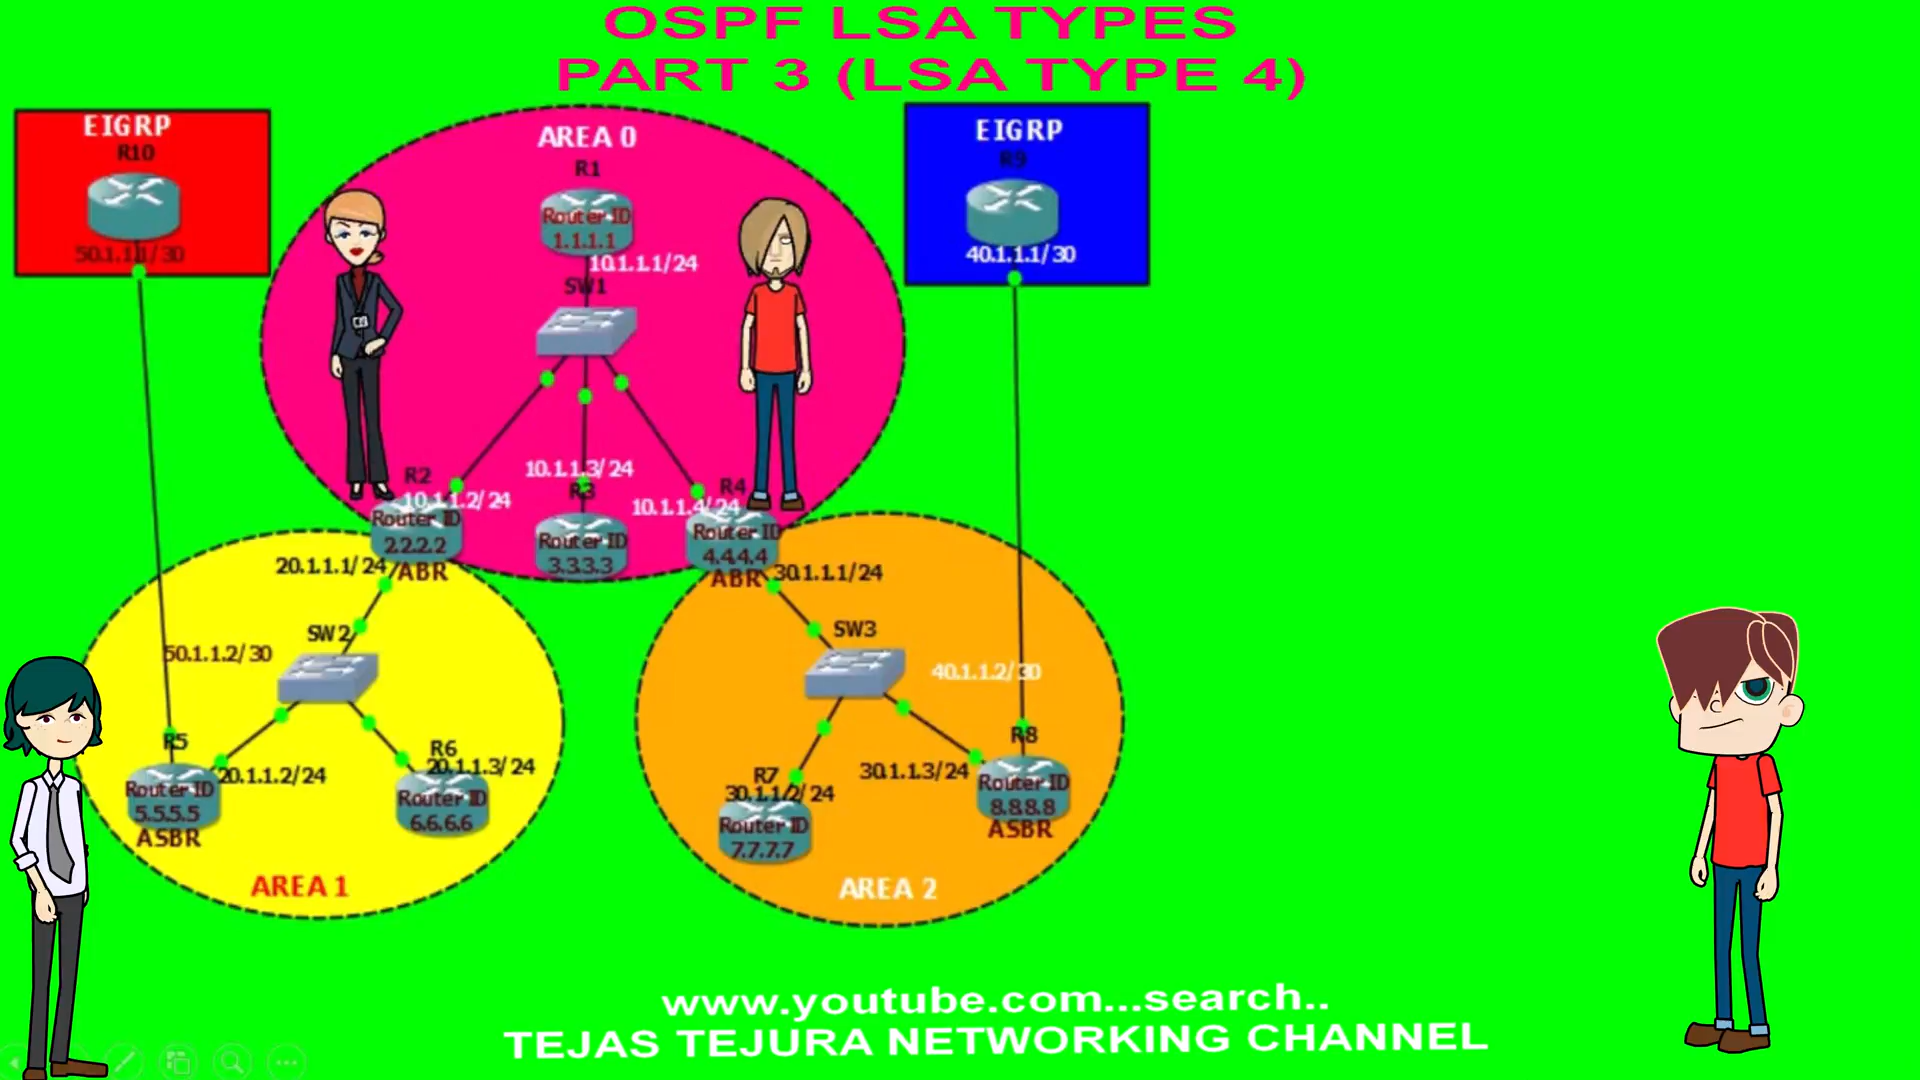 OSPF LSA TYPES
PART 3 (LSA TYPE 4)
EIGRP
R10
50.1.1.1/30
AREA 0
R1
Router ID
1.1.1.1
10.1.1.1/24
SW1
EIGRP
R9
40.1.1.1/30
R2
10.1.1.2/24
Router ID
2.2.2.2
ABR
10.1.1.3/24
R3
Router ID
3.3.3.3
R4
10.1.1.4/24
Router ID
4.4.4.4
ABR
20.1.1.1/24
SW2
50.1.1.2/30
R5
20.1.1.2/24
Router ID
5.5.5.5
ASBR
R6
20.1.1.3/24
Router ID
6.6.6.6
AREA 1
30.1.1.1/24
SW3
40.1.1.2/30
R7
30.1.1.2/24
Router ID
7.7.7.7
R8
30.1.1.3/24
Router ID
8.8.8.8
ASBR
AREA 2
www.youtube.com...search..
TEJAS TEJURA NETWORKING CHANNEL